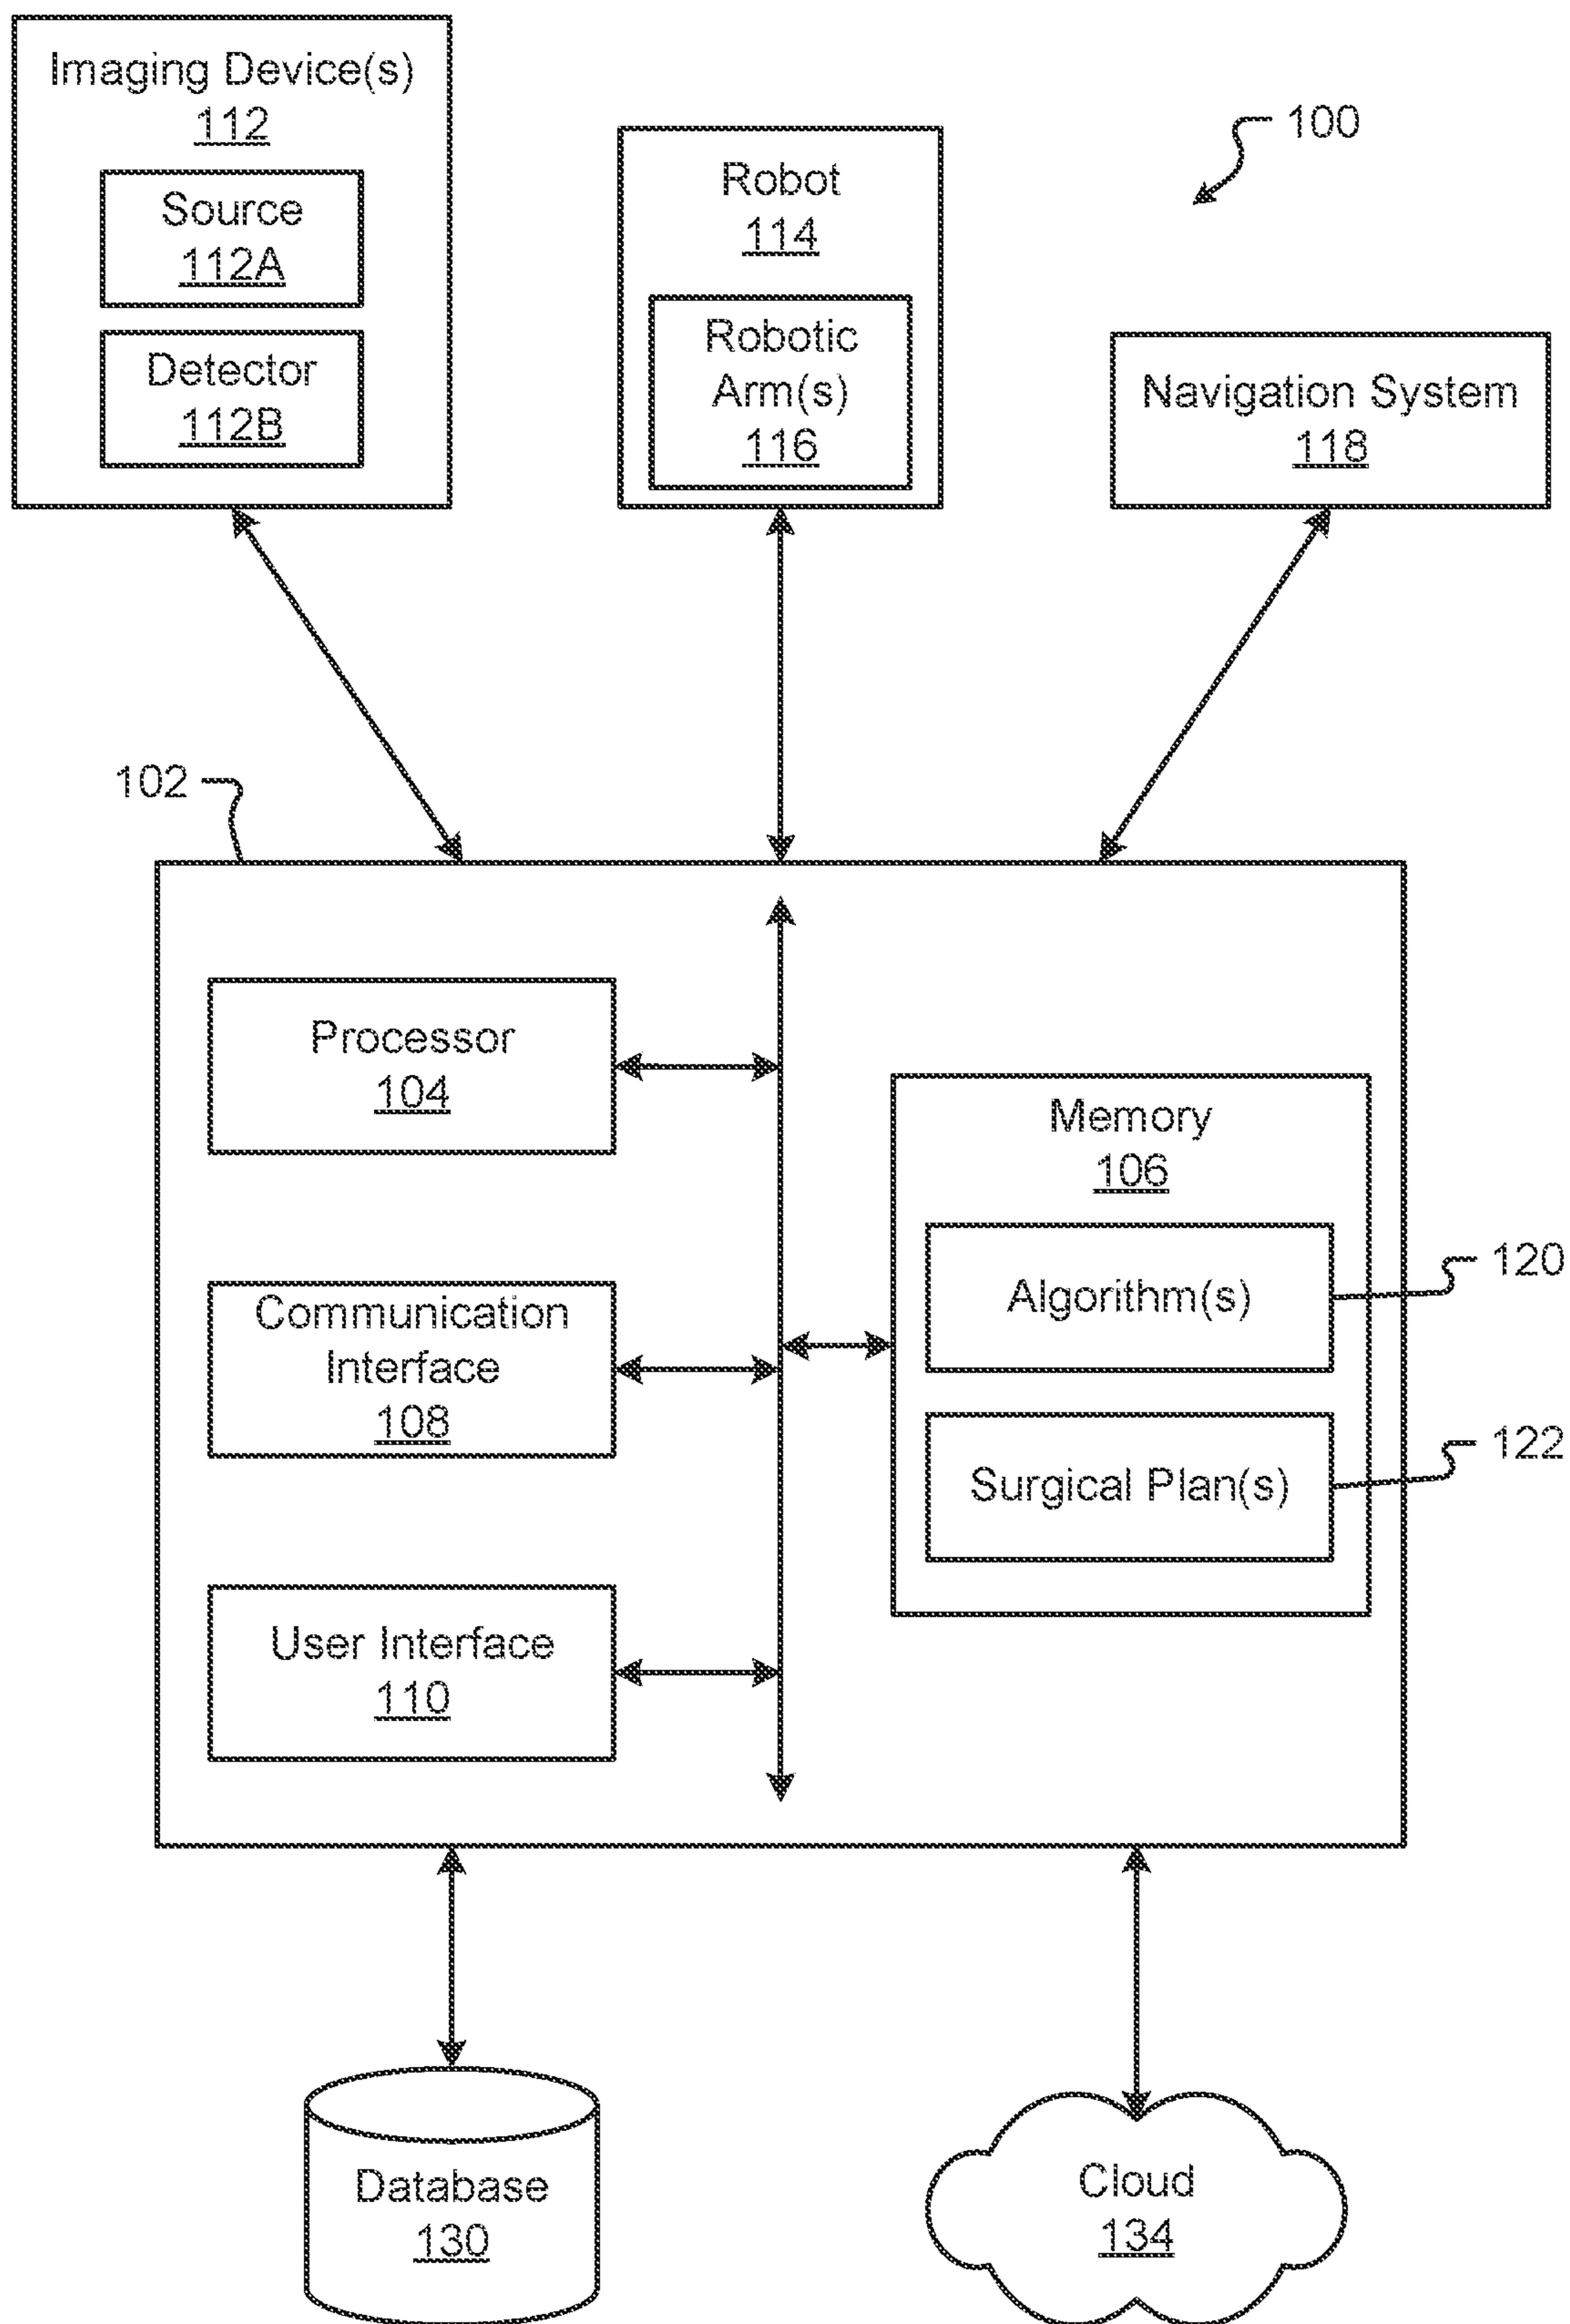 Imaging Device(s)
112
Source
112A
Detector
112B
Robot
114
Robotic
Arm(s)
116
100
Navigation System
118
102
Processor
104
Communication
Interface
108
User Interface
110
Memory
106
Algorithm(s)
120
Surgical Plan(s)
122
Database
130
Cloud
134